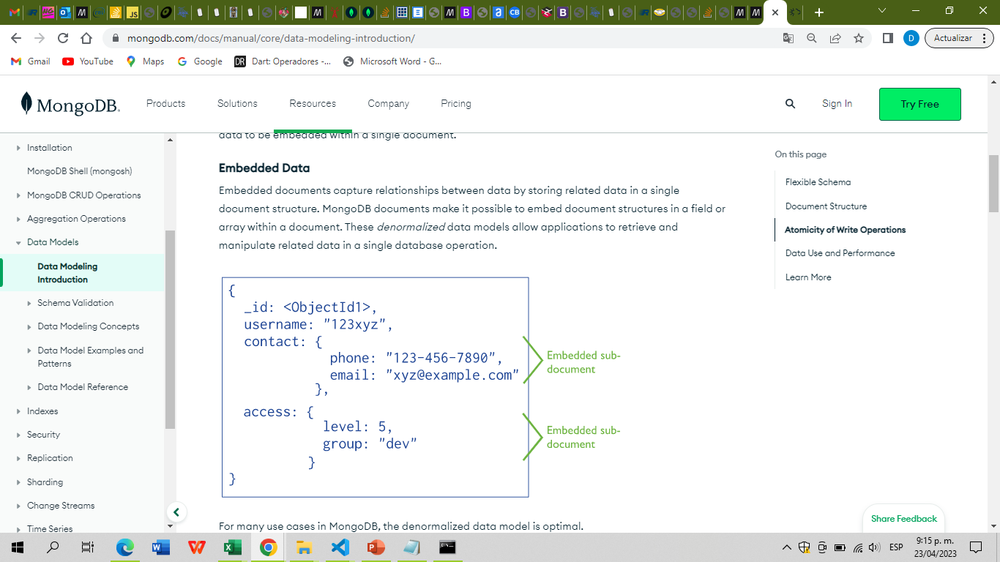 mongodb.com/docs/manual/core/data-modeling-introduction/
Actualizar
Gmail
YouTube
Maps
Google
Dart: Operadores -...
Microsoft Word - G...
MongoDB.
Products
Solutions
Resources
Company
Pricing
Sign In
Try Free
Installation
MongoDB Shell (mongosh)
MongoDB CRUD Operations
Aggregation Operations
Data Models
Data Modeling
Introduction
Schema Validation
Data Modeling Concepts
Data Model Examples and
Patterns
Data Model Reference
Indexes
Security
Replication
Sharding
Change Streams
Time Series
data to be embedded within a single document.
Embedded Data
Embedded documents capture relationships between data by storing related data in a single
document structure. MongoDB documents make it possible to embed document structures in a field or
array within a document. These denormalized data models allow applications to retrieve and
manipulate related data in a single database operation.
{
_id: <ObjectId1>,
username: "123xyz",
contact: {
phone: "123-456-7890",
email: "xyz@example.com"
},
access: {
level: 5,
group: "dev"
}
}
Embedded sub-
document
Embedded sub-
document
For many use cases in MongoDB, the denormalized data model is optimal.
On this page
Flexible Schema
Document Structure
Atomicity of Write Operations
Data Use and Performance
Learn More
Share Feedback
ESP
9:15 p. m.
23/04/2023